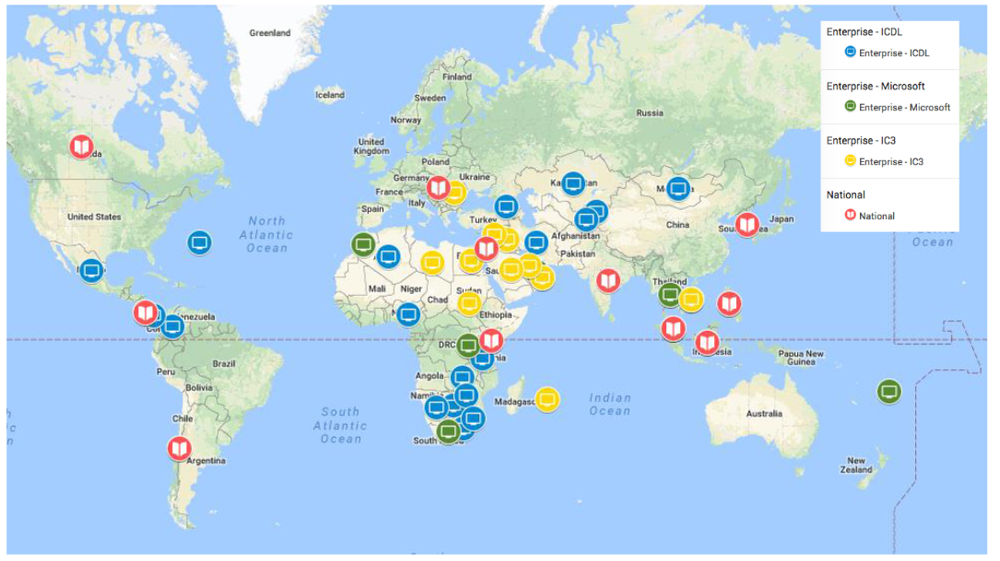 Enterprise - ICDL
Enterprise - ICDL
Enterprise - Microsoft
Enterprise - Microsoft
Enterprise - IC3
Enterprise - IC3
National
National
Greenland
Iceland
Finland
Sweden
Norway
Russia
United
Kingdom
Poland
Germany
Ukraine
France
Italy
Spain
Turkey
Afghanistan
Pakistan
China
Japan
Thailand
United States
North
Atlantic
Ocean
Ocean
Mali
Niger
Chad
Sudan
Ethiopia
DRC
Angola
Namibia
Madagasc
Brazil
Peru
Bolivia
Chile
Argentina
South
Atlantic
Ocean
Indian
Ocean
Papua New
Guinea
Australia
New
Zealand